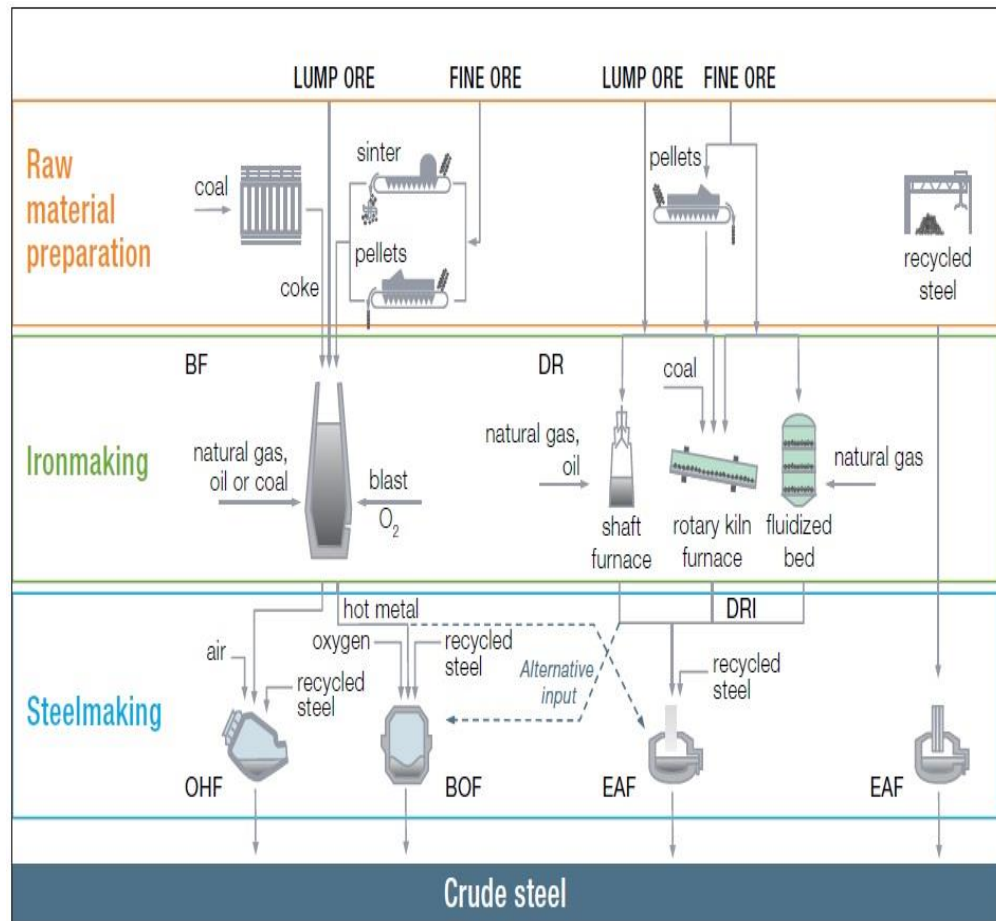 LUMP ORE
FINE ORE
LUMP ORE
FINE ORE
Raw
material
preparation
coal
sinter
pellets
coke
pellets
recycled
steel
Ironmaking
BF
natural gas,
oil or coal
blast
O₂
DR
coal
natural gas,
oil
natural gas
shaft
furnace
rotary kiln
furnace
fluidized
bed
Steelmaking
hot metal
DRI
air
oxygen
recycled
steel
recycled
steel
Alternative
input
recycled
steel
OHF
BOF
EAF
EAF
Crude steel